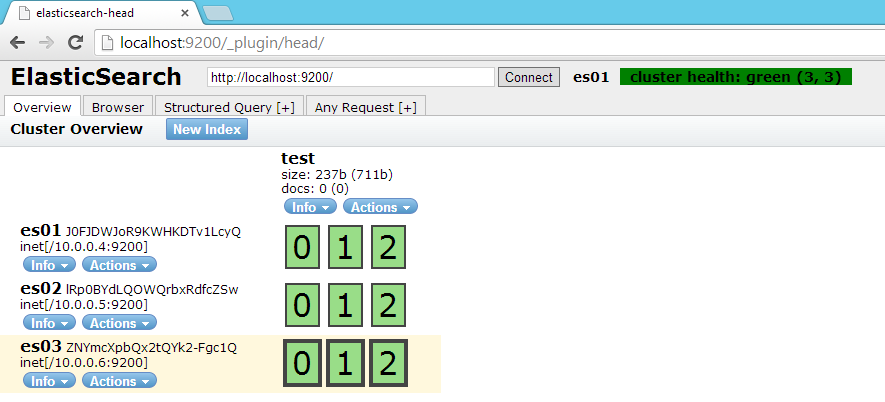 elasticsearch-head
localhost:9200/_plugin/head/
ElasticSearch http://localhost:9200/ Connect es01 cluster health: green (3, 3)
Overview Browser Structured Query [+] Any Request [+]
Cluster Overview New Index
test
size: 237b (711b)
docs: 0 (0)
Info Actions
es01 J0FJDWJoR9KWHKDTv1LcyQ 0 1 2
inet[/10.0.0.4:9200]
Info Actions
es02 lRp0BYdLQOWQrbxRdfcZSw 0 1 2
inet[/10.0.0.5:9200]
Info Actions
es03 ZNYmcXpbQx2tQYk2-Fgc1Q 0 1 2
inet[/10.0.0.6:9200]
Info Actions